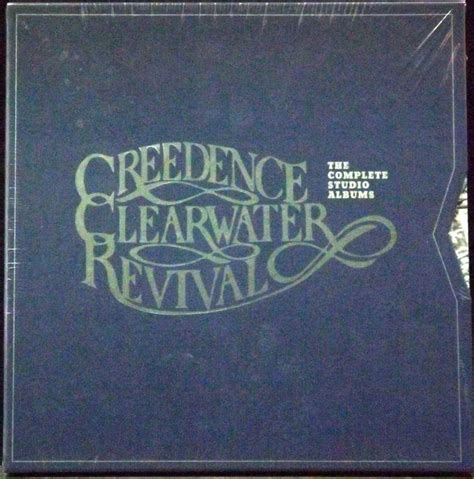 CREEDENCE
CLEARWATER
REVIVAL
THE
COMPLETE
STUDIO
ALBUMS